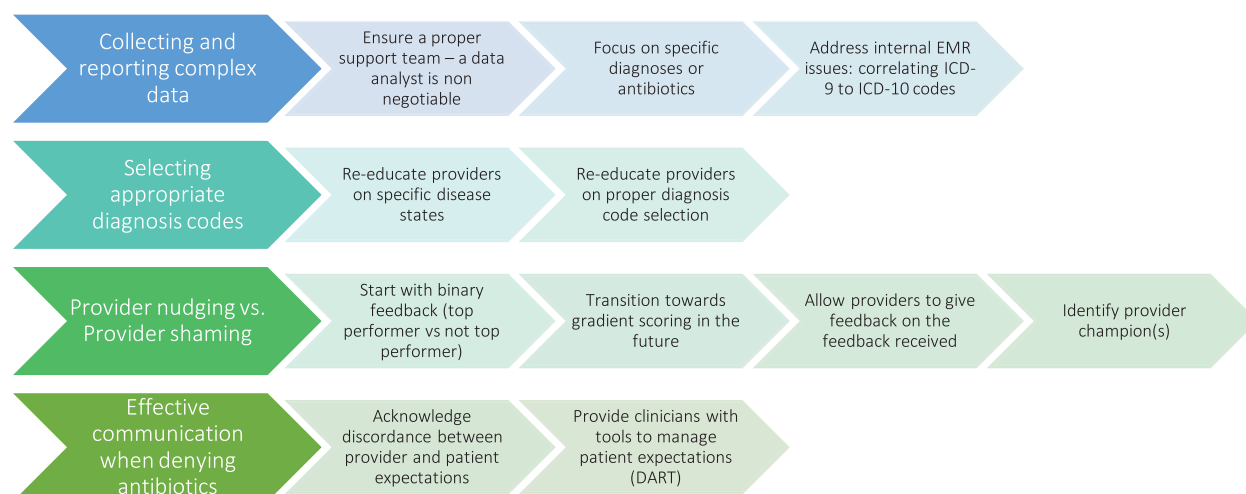 Collecting and
reporting complex
data
Ensure a proper
support team – a data
analyst is non
negotiable
Focus on specific
diagnoses or
antibiotics
Address internal EMR
issues: correlating ICD-
9 to ICD-10 codes
Selecting
appropriate
diagnosis codes
Re-educate providers
on specific disease
states
Re-educate providers
on proper diagnosis
code selection
Provider nudging vs.
Provider shaming
Start with binary
feedback (top
performer vs not top
performer)
Transition towards
gradient scoring in the
future
Allow providers to give
feedback on the
feedback received
Identify provider
champion(s)
Effective
communication
when denying
antibiotics
Acknowledge
discordance between
provider and patient
expectations
Provide clinicians with
tools to manage
patient expectations
(DART)